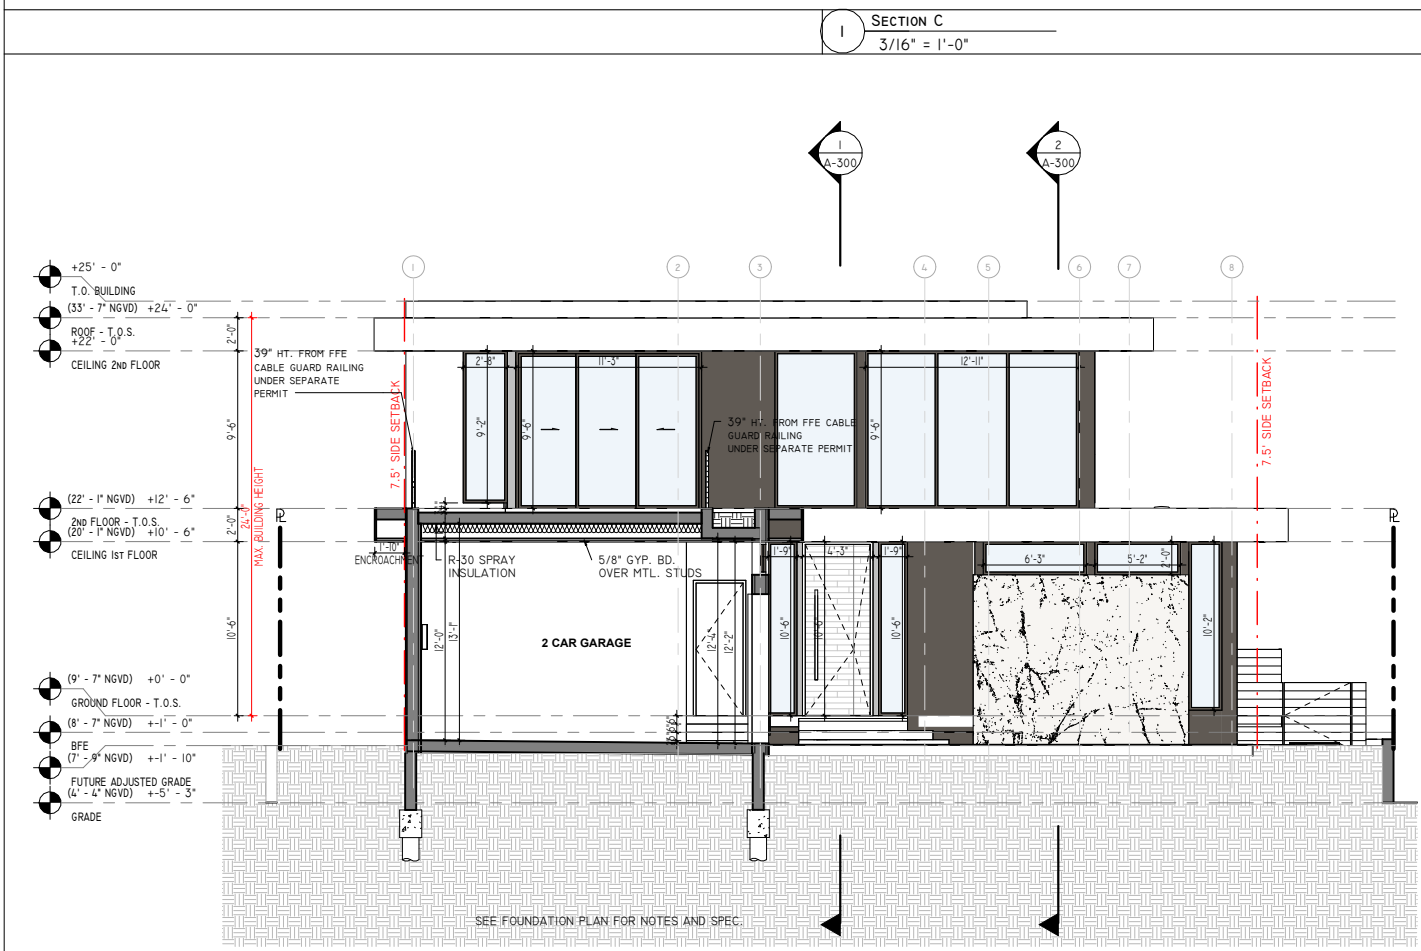 1
SECTION C
3/16" = 1'-0"
1
A-300
2
A-300
1
2
3
4
5
6
7
8
+25' - 0"
T.O. BUILDING
(33' - 7" NGVD) +24' - 0"
ROOF - T.O.S.
+22' - 0"
CEILING 2ND FLOOR
(22' - 1" NGVD) +12' - 6"
2ND FLOOR - T.O.S.
(20' - 1" NGVD) +10' - 6"
CEILING 1st FLOOR
(9' - 7" NGVD) +0' - 0"
GROUND FLOOR - T.O.S.
(8' - 7" NGVD) +-1' - 0"
BFE
(7' - 9" NGVD) +-1' - 10"
FUTURE ADJUSTED GRADE
(4' - 4" NGVD) +-5' - 3"
GRADE
2'-0"
9'-6"
2'-0"
10'-6"
24'-0"
MAX. BUILDING HEIGHT
39" HT. FROM FFE
CABLE GUARD RAILING
UNDER SEPARATE
PERMIT
7.5' SIDE SETBACK
2'-8"
11'-3"
12'-11"
9'-2"
9'-6"
9'-6"
39" HT. FROM FFE CABLE
GUARD RAILING
UNDER SEPARATE PERMIT
7.5' SIDE SETBACK
PL
PL
1'-10"
ENCROACHMENT
R-30 SPRAY
INSULATION
5/8" GYP. BD.
OVER MTL. STUDS
1'-9"
4'-3"
1'-9"
6'-3"
5'-2"
2'-0"
12'-0"
13'-1"
2 CAR GARAGE
12'-4"
12'-2"
10'-6"
10'-6"
10'-6"
10'-2"
SEE FOUNDATION PLAN FOR NOTES AND SPEC.